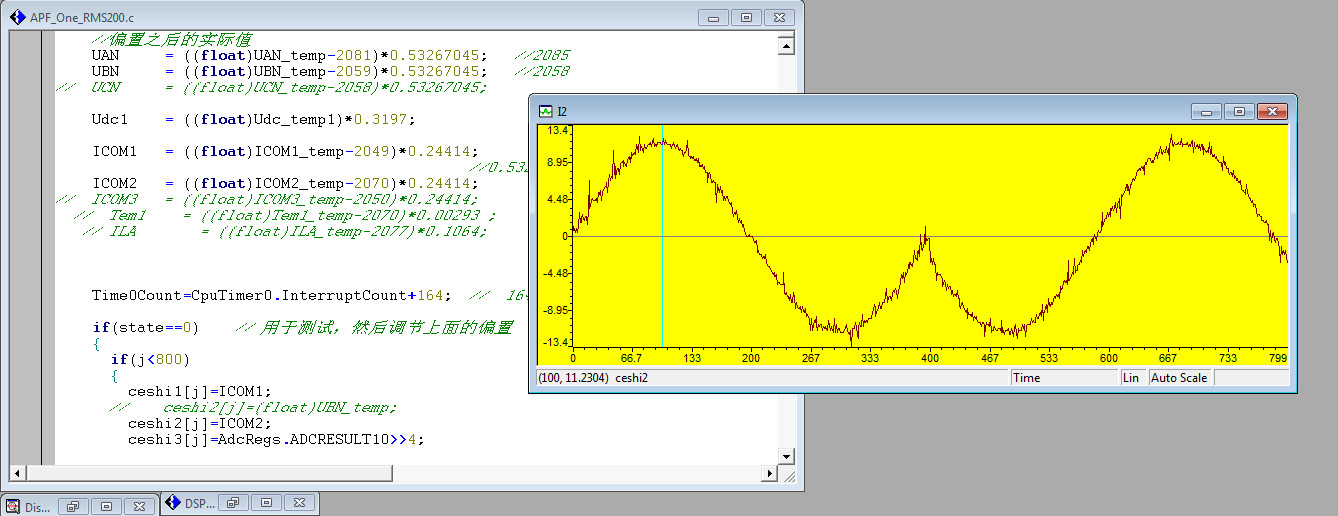 APF_One_RMS200.c
//偏置之后的实际值
UAN = ((float)UAN_temp-2081)*0.53267045; //2085
UBN = ((float)UBN_temp-2059)*0.53267045; //2058
// UCN = ((float)UCN_temp-2058)*0.53267045;
Udc1 = ((float)Udc_temp1)*0.3197;
ICOM1 = ((float)ICOM1_temp-2049)*0.24414;
//0.532
ICOM2 = ((float)ICOM2_temp-2070)*0.24414;
// ICOM3 = ((float)ICOM3_temp-2050)*0.24414;
// Tem1 = ((float)Tem1_temp-2070)*0.00293 ;
// ILA = ((float)ILA_temp-2077)*0.1064;
Time0Count=CpuTimer0.InterruptCount+164; // 164
if(state==0) //用于测试，然后调节上面的偏置
{
if(j<800)
{
ceshi1[j]=ICOM1;
// ceshi2[j]=(float)UBN_temp;
ceshi2[j]=ICOM2;
ceshi3[j]=AdcRegs.ADCRESULT10>>4;
I2
13.4
8.95
4.48
0
-4.48
-8.95
-13.4
0 66.7 133 200 267 333 400 467 533 600 667 733 799
(100, 11.2304) ceshi2 Time Lin Auto Scale
Dis... DSP...